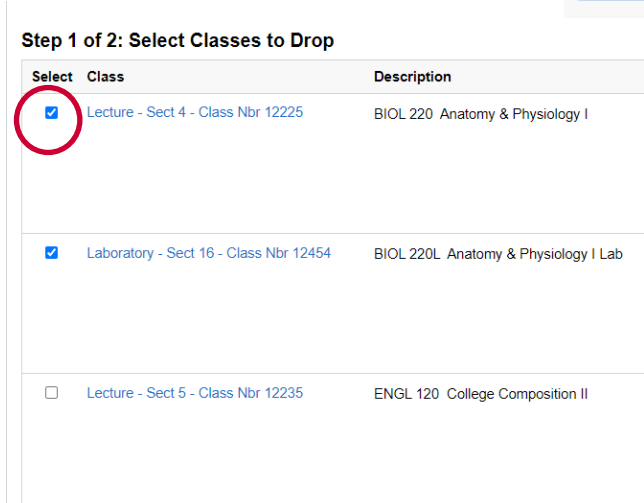 Step 1 of 2: Select Classes to Drop
Select Class Description
Lecture - Sect 4 - Class Nbr 12225 BIOL 220 Anatomy & Physiology I
Laboratory - Sect 16 - Class Nbr 12454 BIOL 220L Anatomy & Physiology I Lab
Lecture - Sect 5 - Class Nbr 12235 ENGL 120 College Composition II